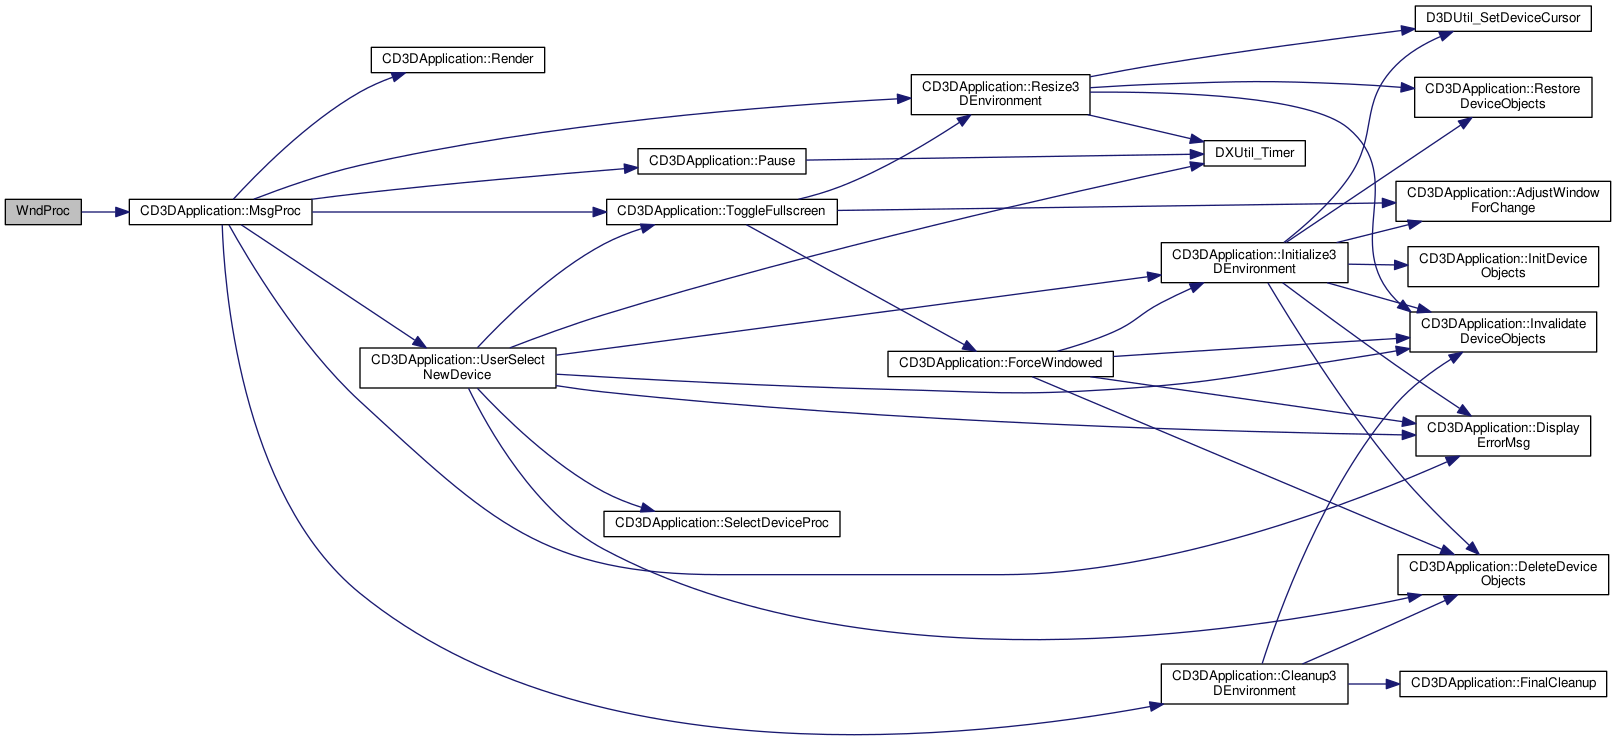 WndProc
CD3DApplication::MsgProc
CD3DApplication::Render
CD3DApplication::UserSelect
NewDevice
CD3DApplication::Pause
CD3DApplication::ToggleFullscreen
CD3DApplication::SelectDeviceProc
CD3DApplication::Resize3
DEnvironment
CD3DApplication::ForceWindowed
DXUtil_Timer
CD3DApplication::Initialize3
DEnvironment
CD3DApplication::Cleanup3
DEnvironment
D3DUtil_SetDeviceCursor
CD3DApplication::Restore
DeviceObjects
CD3DApplication::AdjustWindow
ForChange
CD3DApplication::InitDevice
Objects
CD3DApplication::Invalidate
DeviceObjects
CD3DApplication::Display
ErrorMsg
CD3DApplication::DeleteDevice
Objects
CD3DApplication::FinalCleanup